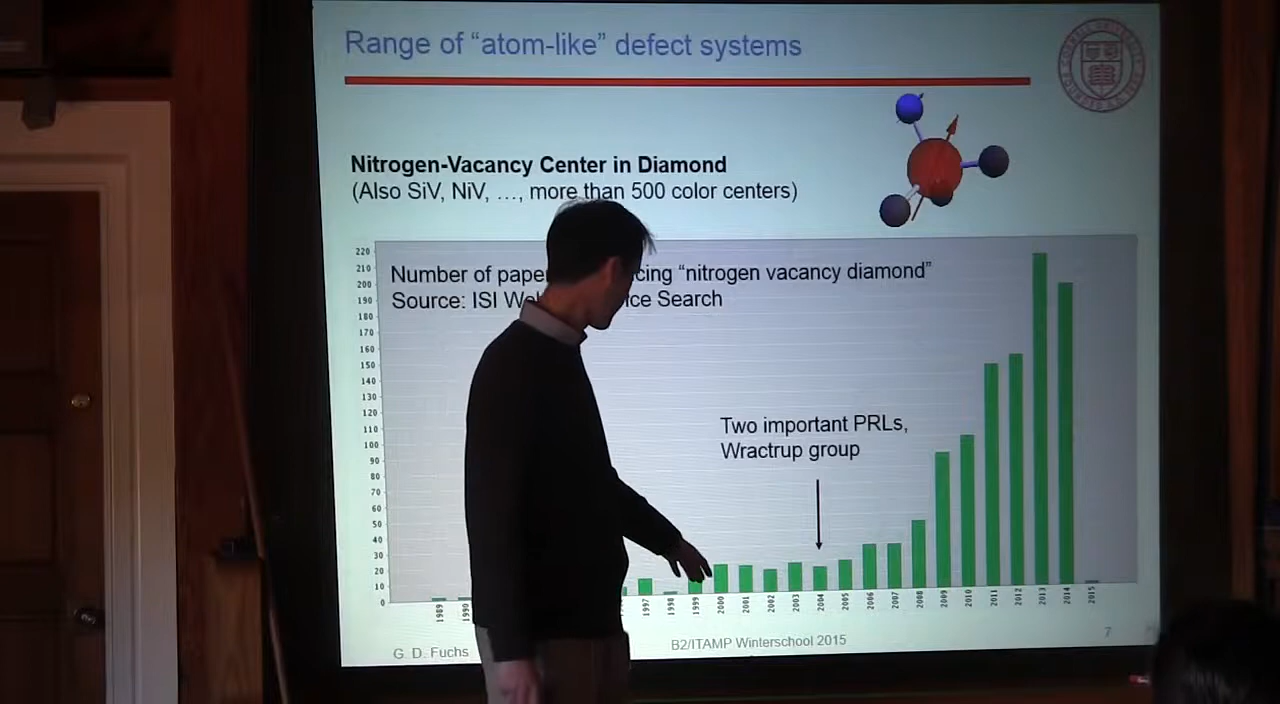 Range of “atom-like” defect systems
Nitrogen-Vacancy Center in Diamond
(Also SiV, NiV, …, more than 500 color centers)
Number of pape cing “nitrogen vacancy diamond”
Source: ISI We ce Search
Two important PRLs,
Wractrup group
220
210
200
190
180
170
160
150
140
130
120
110
100
90
80
70
60
50
40
30
20
10
0
1989 1990 1997 1998 1999 2000 2001 2002 2003 2004 2005 2006 2007 2008 2009 2010 2011 2012 2013 2014 2015
G. D. Fuchs
B2/ITAMP Winterschool 2015
7